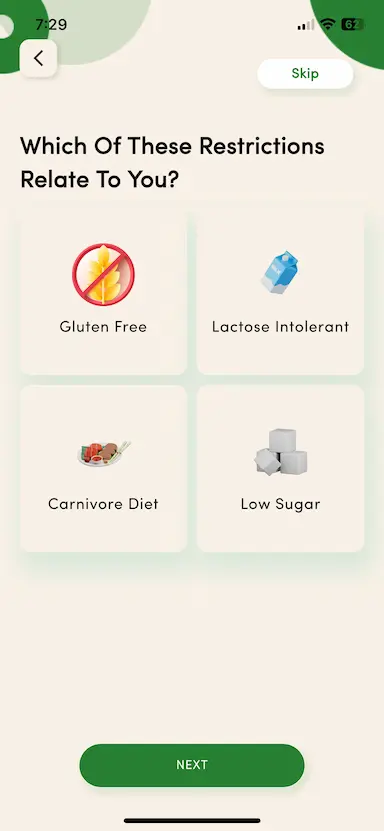 7:29
62
Skip
Which Of These Restrictions
Relate To You?
Gluten Free
Lactose Intolerant
Carnivore Diet
Low Sugar
NEXT